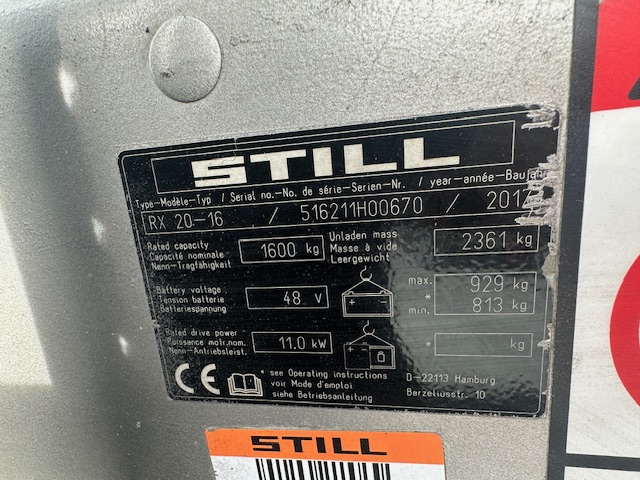 STILL
Type-Modèle-Typ / Serial no.-No. de série-Serien-Nr. / year-année-Baujahr
RX 20-16 / 516211H00670 / 2017
Rated capacity
Capacité nominale
Nenn-Tragfähigkeit
1600 kg
Unladen mass
Masse à vide
Leergewicht
2361 kg
Battery voltage
Tension batterie
Batteriespannung
48 V
max. 929 kg
*
min. 813 kg
Rated drive power
Puissance motr.nom.
Nenn-Antriebsleist.
11.0 kW
* kg
CE
* see Operating instructions
voir Mode d'emploi
siehe Betriebsanleitung
D-22113 Hamburg
Berzeliusstr. 10
STILL